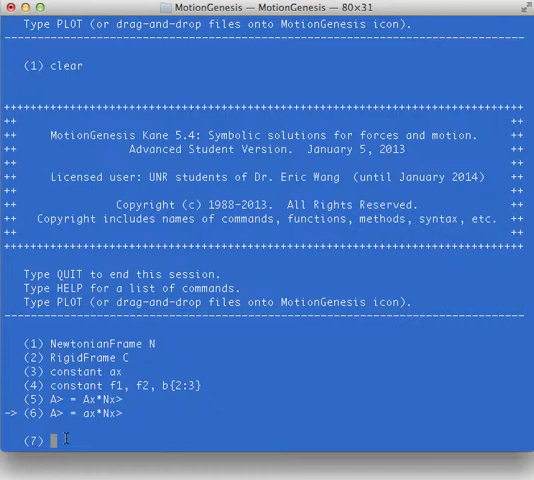 MotionGenesis — MotionGenesis — 80×31
Type PLOT (or drag-and-drop files onto MotionGenesis icon).
--------------------------------------------------------------------------------
(1) clear
+++++++++++++++++++++++++++++++++++++++++++++++++++++++++++++++++++++++++++++++
++ ++
++ MotionGenesis Kane 5.4: Symbolic solutions for forces and motion. ++
++ Advanced Student Version. January 5, 2013 ++
++ ++
++ Licensed user: UNR students of Dr. Eric Wang (until January 2014) ++
++ ++
++ Copyright (c) 1988-2013. All Rights Reserved. ++
++ Copyright includes names of commands, functions, methods, syntax, etc. ++
++ ++
+++++++++++++++++++++++++++++++++++++++++++++++++++++++++++++++++++++++++++++++
Type QUIT to end this session.
Type HELP for a list of commands.
Type PLOT (or drag-and-drop files onto MotionGenesis icon).
--------------------------------------------------------------------------------
(1) NewtonianFrame N
(2) RigidFrame C
(3) constant ax
(4) constant f1, f2, b{2:3}
(5) A> = Ax*Nx>
-> (6) A> = ax*Nx>
(7)